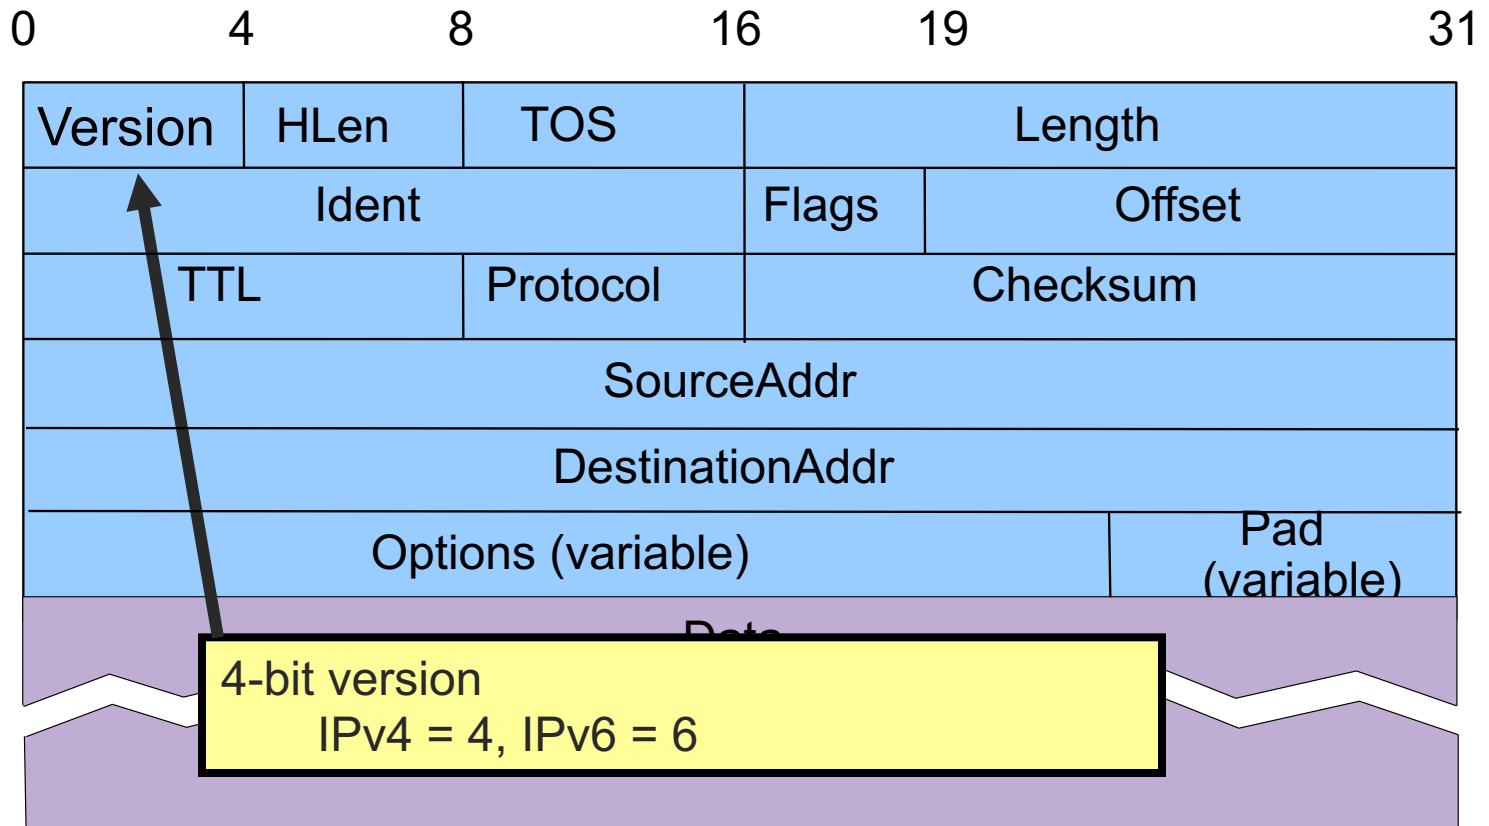 0 4 8 16 19 31
Version HLen TOS Length
Ident Flags Offset
TTL Protocol Checksum
SourceAddr
DestinationAddr
Options (variable) Pad
(variable)
Data
4-bit version
IPv4 = 4, IPv6 = 6